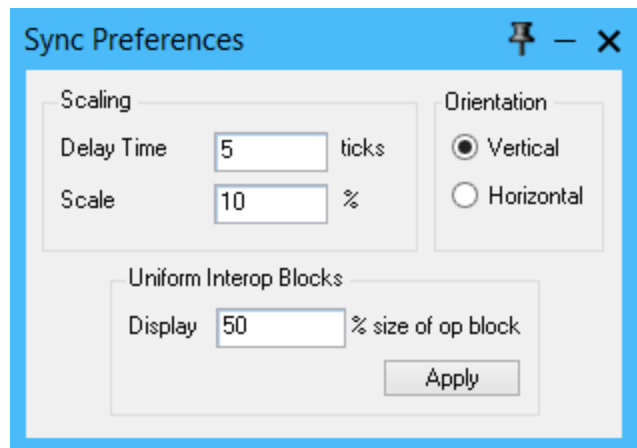 Sync Preferences
Scaling
Delay Time 5 ticks
Scale 10 %
Orientation
Vertical
Horizontal
Uniform Interop Blocks
Display 50 % size of op block
Apply